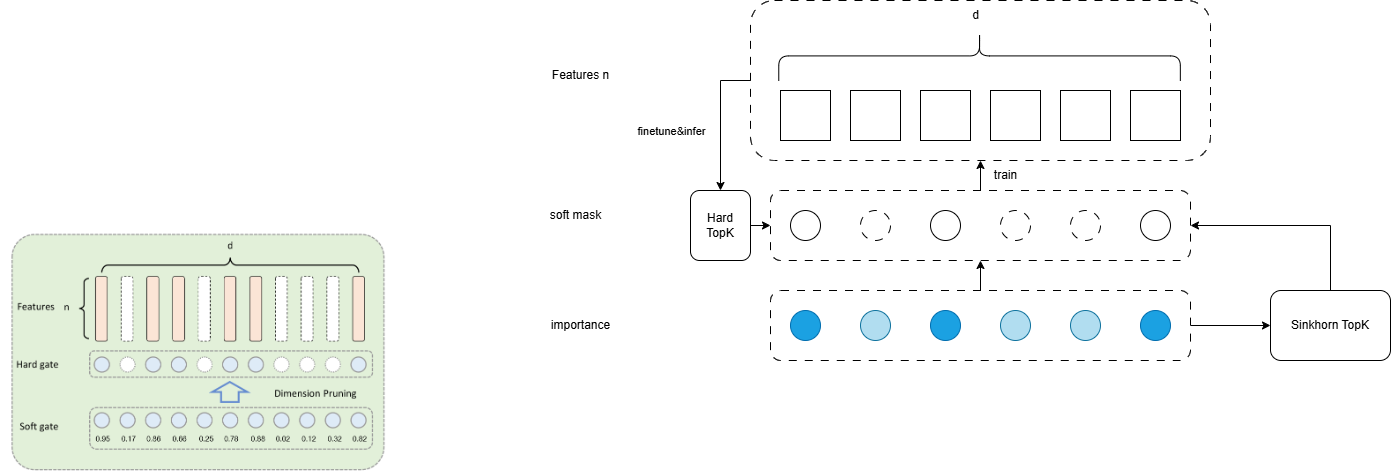 d
Features n
Hard gate
Dimension Pruning
Soft gate
0.95 0.17 0.86 0.66 0.25 0.78 0.88 0.02 0.12 0.32 0.82
d
Features n
finetune&infer
train
soft mask
Hard
TopK
importance
Sinkhorn TopK